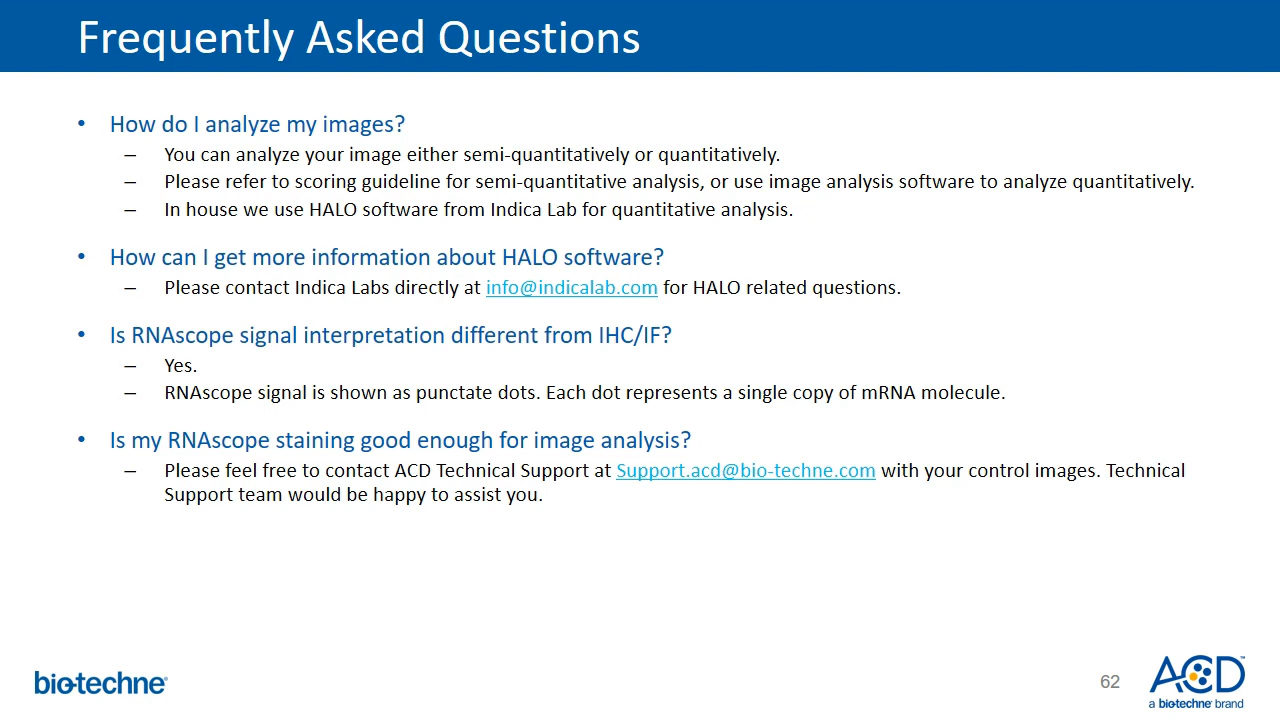 Frequently Asked Questions
• How do I analyze my images?
– You can analyze your image either semi-quantitatively or quantitatively.
– Please refer to scoring guideline for semi-quantitative analysis, or use image analysis software to analyze quantitatively.
– In house we use HALO software from Indica Lab for quantitative analysis.
• How can I get more information about HALO software?
– Please contact Indica Labs directly at info@indicalab.com for HALO related questions.
• Is RNAscope signal interpretation different from IHC/IF?
– Yes.
– RNAscope signal is shown as punctate dots. Each dot represents a single copy of mRNA molecule.
• Is my RNAscope staining good enough for image analysis?
– Please feel free to contact ACD Technical Support at Support.acd@bio-techne.com with your control images. Technical
Support team would be happy to assist you.
bio-techne®
62
ACD™
a bio-techne® brand